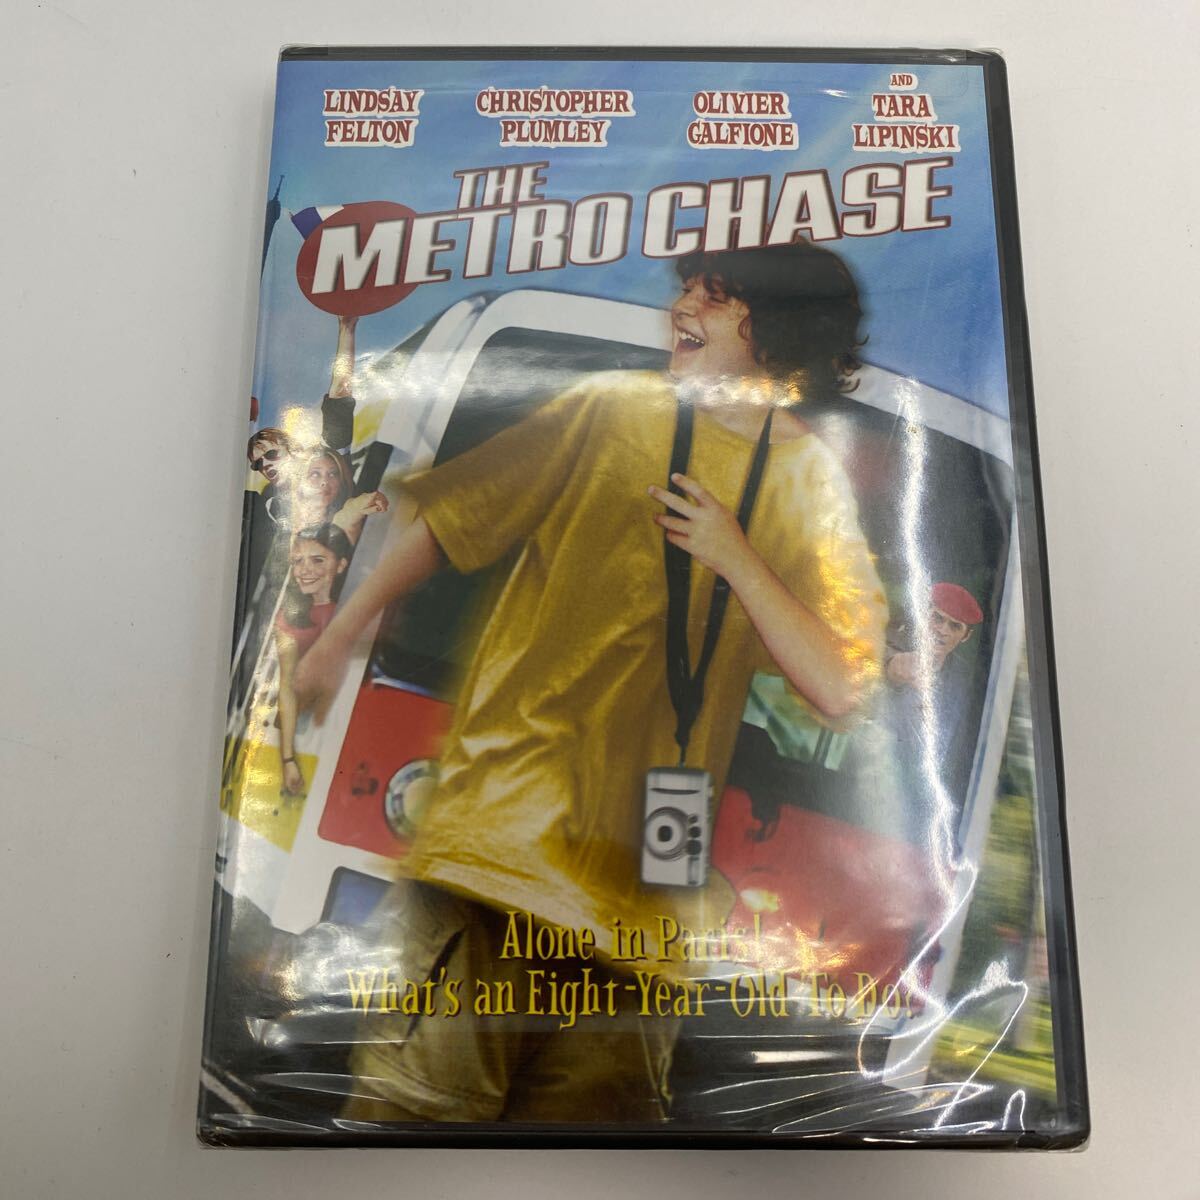 LINDSAY
FELTON
CHRISTOPHER
PLUMLEY
OLIVIER
GALFIONE
AND
TARA
LIPINSKI
THE
METRO CHASE
Alone in Paris!
What's an Eight-Year-Old To Do?